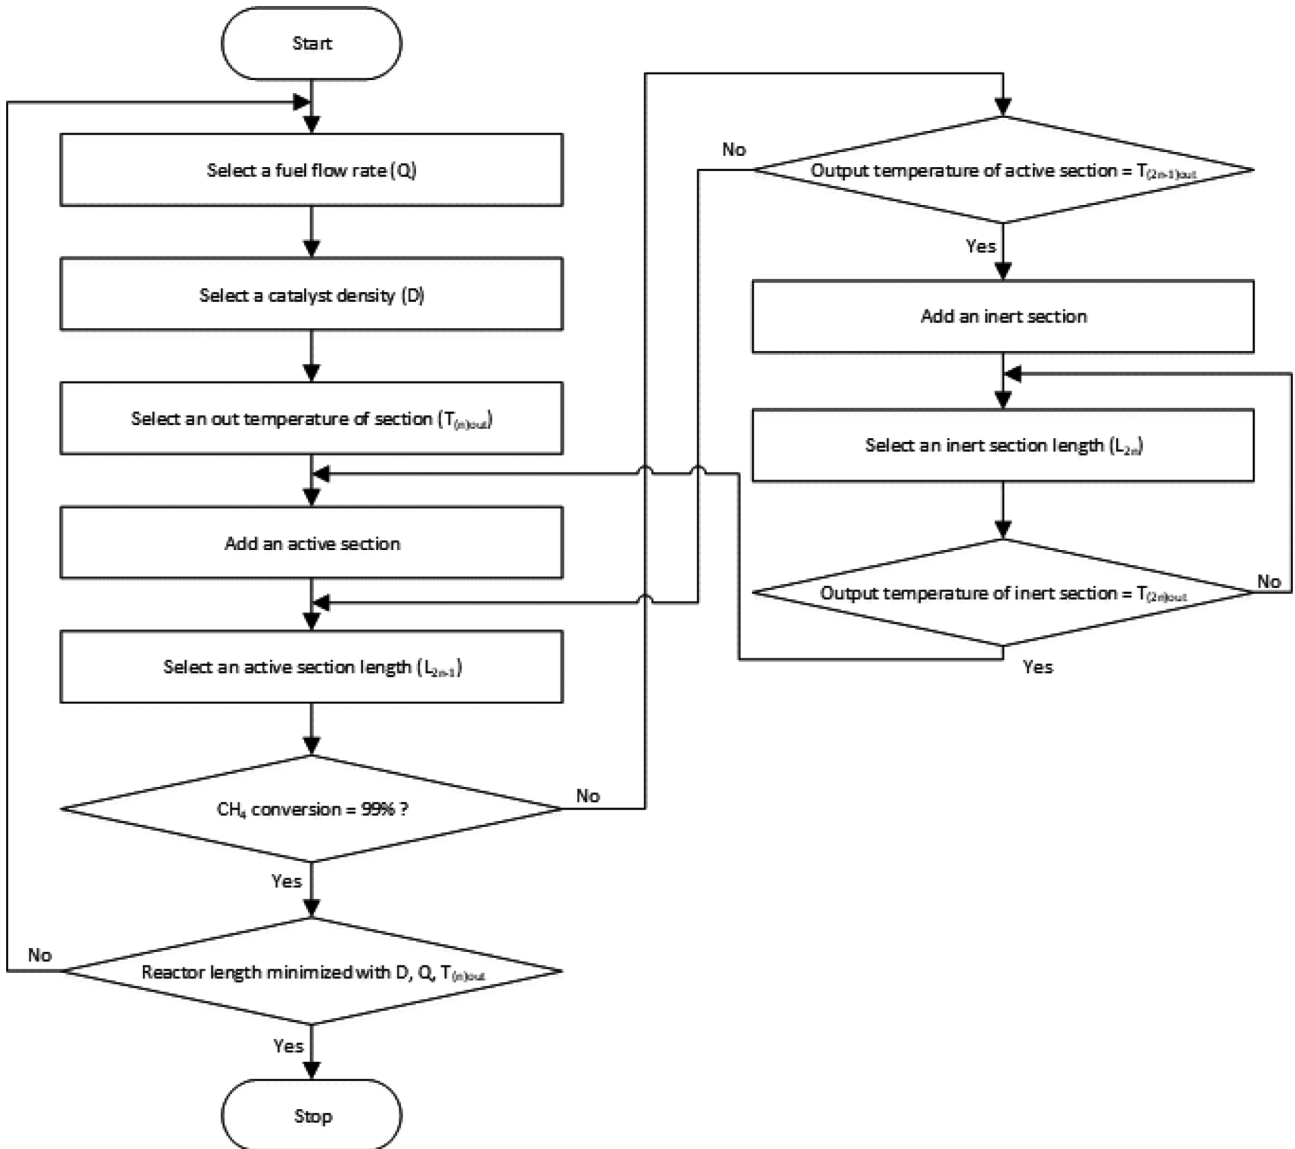 Start
Select a fuel flow rate (Q)
Select a catalyst density (D)
Select an out temperature of section (T(n)out)
Add an active section
Select an active section length (L2n-1)
CH4 conversion = 99% ?
No
Yes
Reactor length minimized with D, Q, T(n)out
No
Yes
Stop
Output temperature of active section = T(2n-1)out
No
Yes
Add an inert section
Select an inert section length (L2n)
Output temperature of inert section = T(2n)out
No
Yes